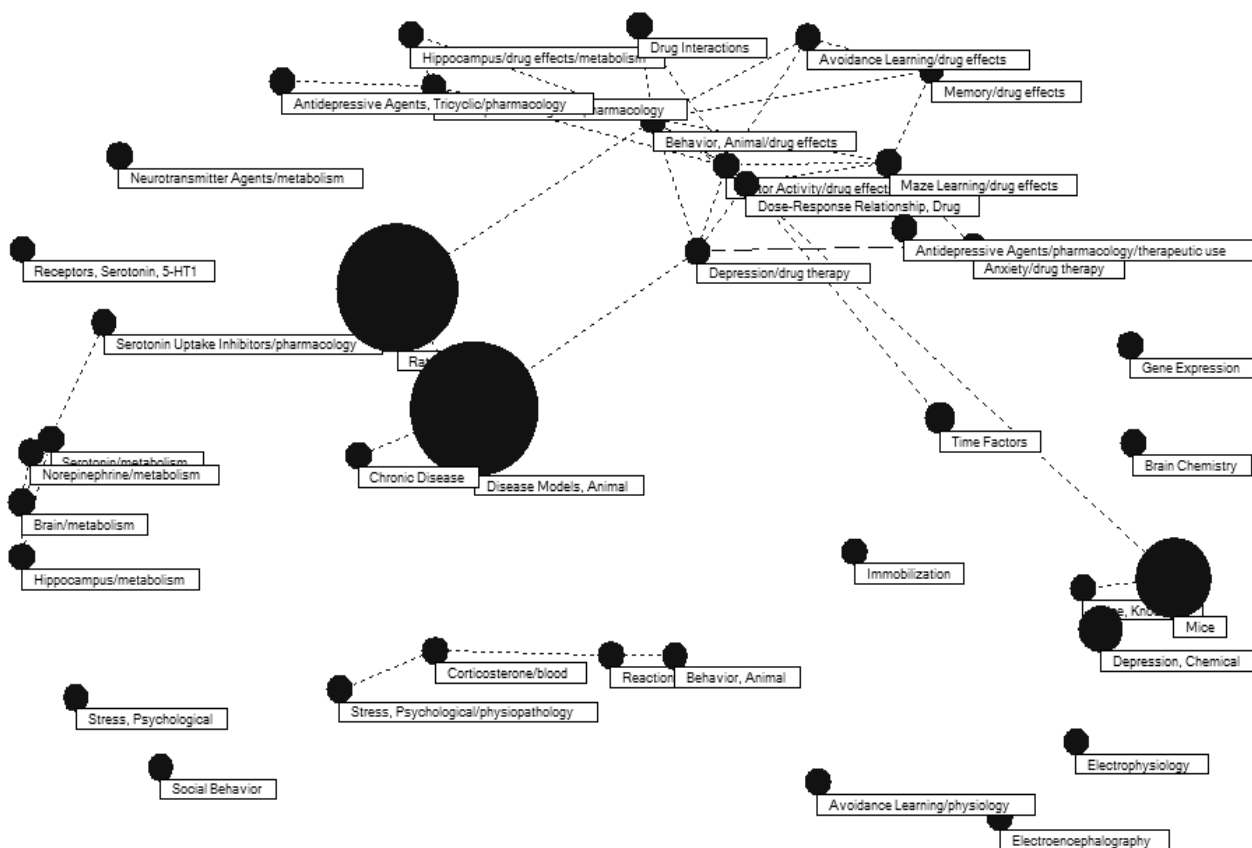 Drug Interactions
Hippocampus/drug effects/metabolism
Avoidance Learning/drug effects
Memory/drug effects
Antidepressive Agents, Tricyclic/pharmacology
pharmacology
Behavior, Animal/drug effects
Neurotransmitter Agents/metabolism
Activity/drug effects
Maze Learning/drug effects
Dose-Response Relationship, Drug
Antidepressive Agents/pharmacology/therapeutic use
Receptors, Serotonin, 5-HT1
Depression/drug therapy
Anxiety/drug therapy
Serotonin Uptake Inhibitors/pharmacology
Gene Expression
Time Factors
Serotonin/metabolism
Norepinephrine/metabolism
Chronic Disease
Disease Models, Animal
Brain Chemistry
Brain/metabolism
Hippocampus/metabolism
Immobilization
Mice
Depression, Chemical
Corticosterone/blood
Reaction
Behavior, Animal
Stress, Psychological/physiopathology
Stress, Psychological
Electrophysiology
Social Behavior
Avoidance Learning/physiology
Electroencephalography